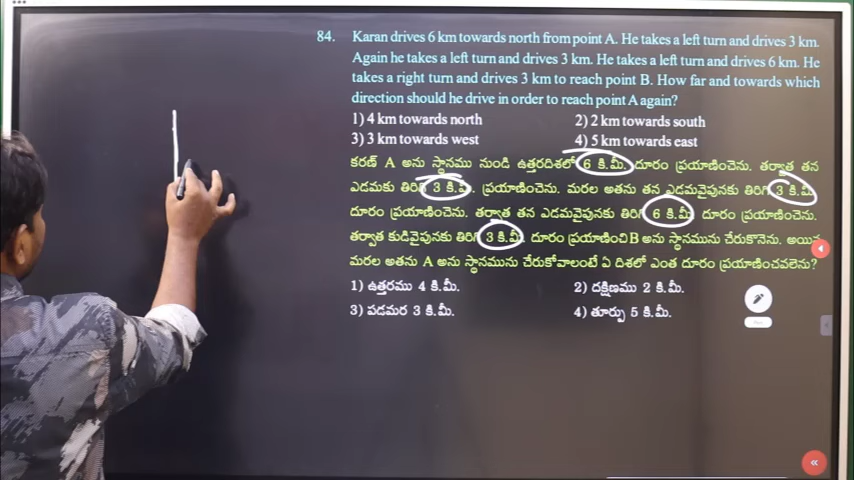 84. Karan drives 6 km towards north from point A. He takes a left turn and drives 3 km.
Again he takes a left turn and drives 3 km. He takes a left turn and drives 6 km. He
takes a right turn and drives 3 km to reach point B. How far and towards which
direction should he drive in order to reach point A again?
1) 4 km towards north 2) 2 km towards south
3) 3 km towards west 4) 5 km towards east
కరణ్ A అను స్థానము నుండి ఉత్తరదిశలో 6 కి.మీ. దూరం ప్రయాణించెను. తర్వాత తన
ఎడమకు తిరిగి 3 కి.మీ. ప్రయాణించెను. మరల అతను తన ఎడమవైపునకు తిరిగి 3 కి.మీ
దూరం ప్రయాణించెను. తర్వాత తన ఎడమవైపునకు తిరిగి 6 కి.మీ దూరం ప్రయాణించెను.
తర్వాత కుడివైపునకు తిరిగి 3 కి.మీ. దూరం ప్రయాణించి B అను స్థానమును చేరుకొనెను. అయిన
మరల అతను A అను స్థానమును చేరుకోవాలంటే ఏ దిశలో ఎంత దూరం ప్రయాణించవలెను?
1) ఉత్తరము 4 కి.మీ. 2) దక్షిణము 2 కి.మీ.
3) పడమర 3 కి.మీ. 4) తూర్పు 5 కి.మీ.